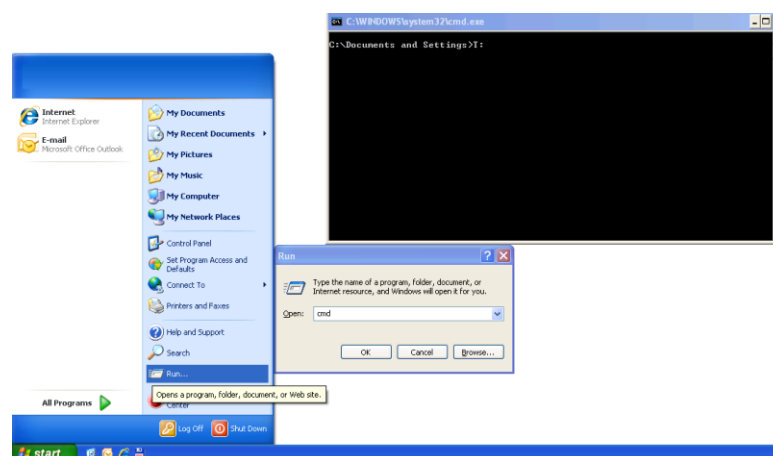 C:\WINDOWS\system32\cmd.exe
C:\Documents and Settings>I:
Internet
Internet Explorer
E-mail
Microsoft Office Outlook
My Documents
My Recent Documents
My Pictures
My Music
My Computer
My Network Places
Control Panel
Set Program Access and
Defaults
Connect To
Printers and Faxes
Help and Support
Search
Run...
Opens a program, folder, document, or Web site.
Center
All Programs
Log Off
Shut Down
start
Run
Type the name of a program, folder, document, or
Internet resource, and Windows will open it for you.
Open:
cmd
OK
Cancel
Browse...